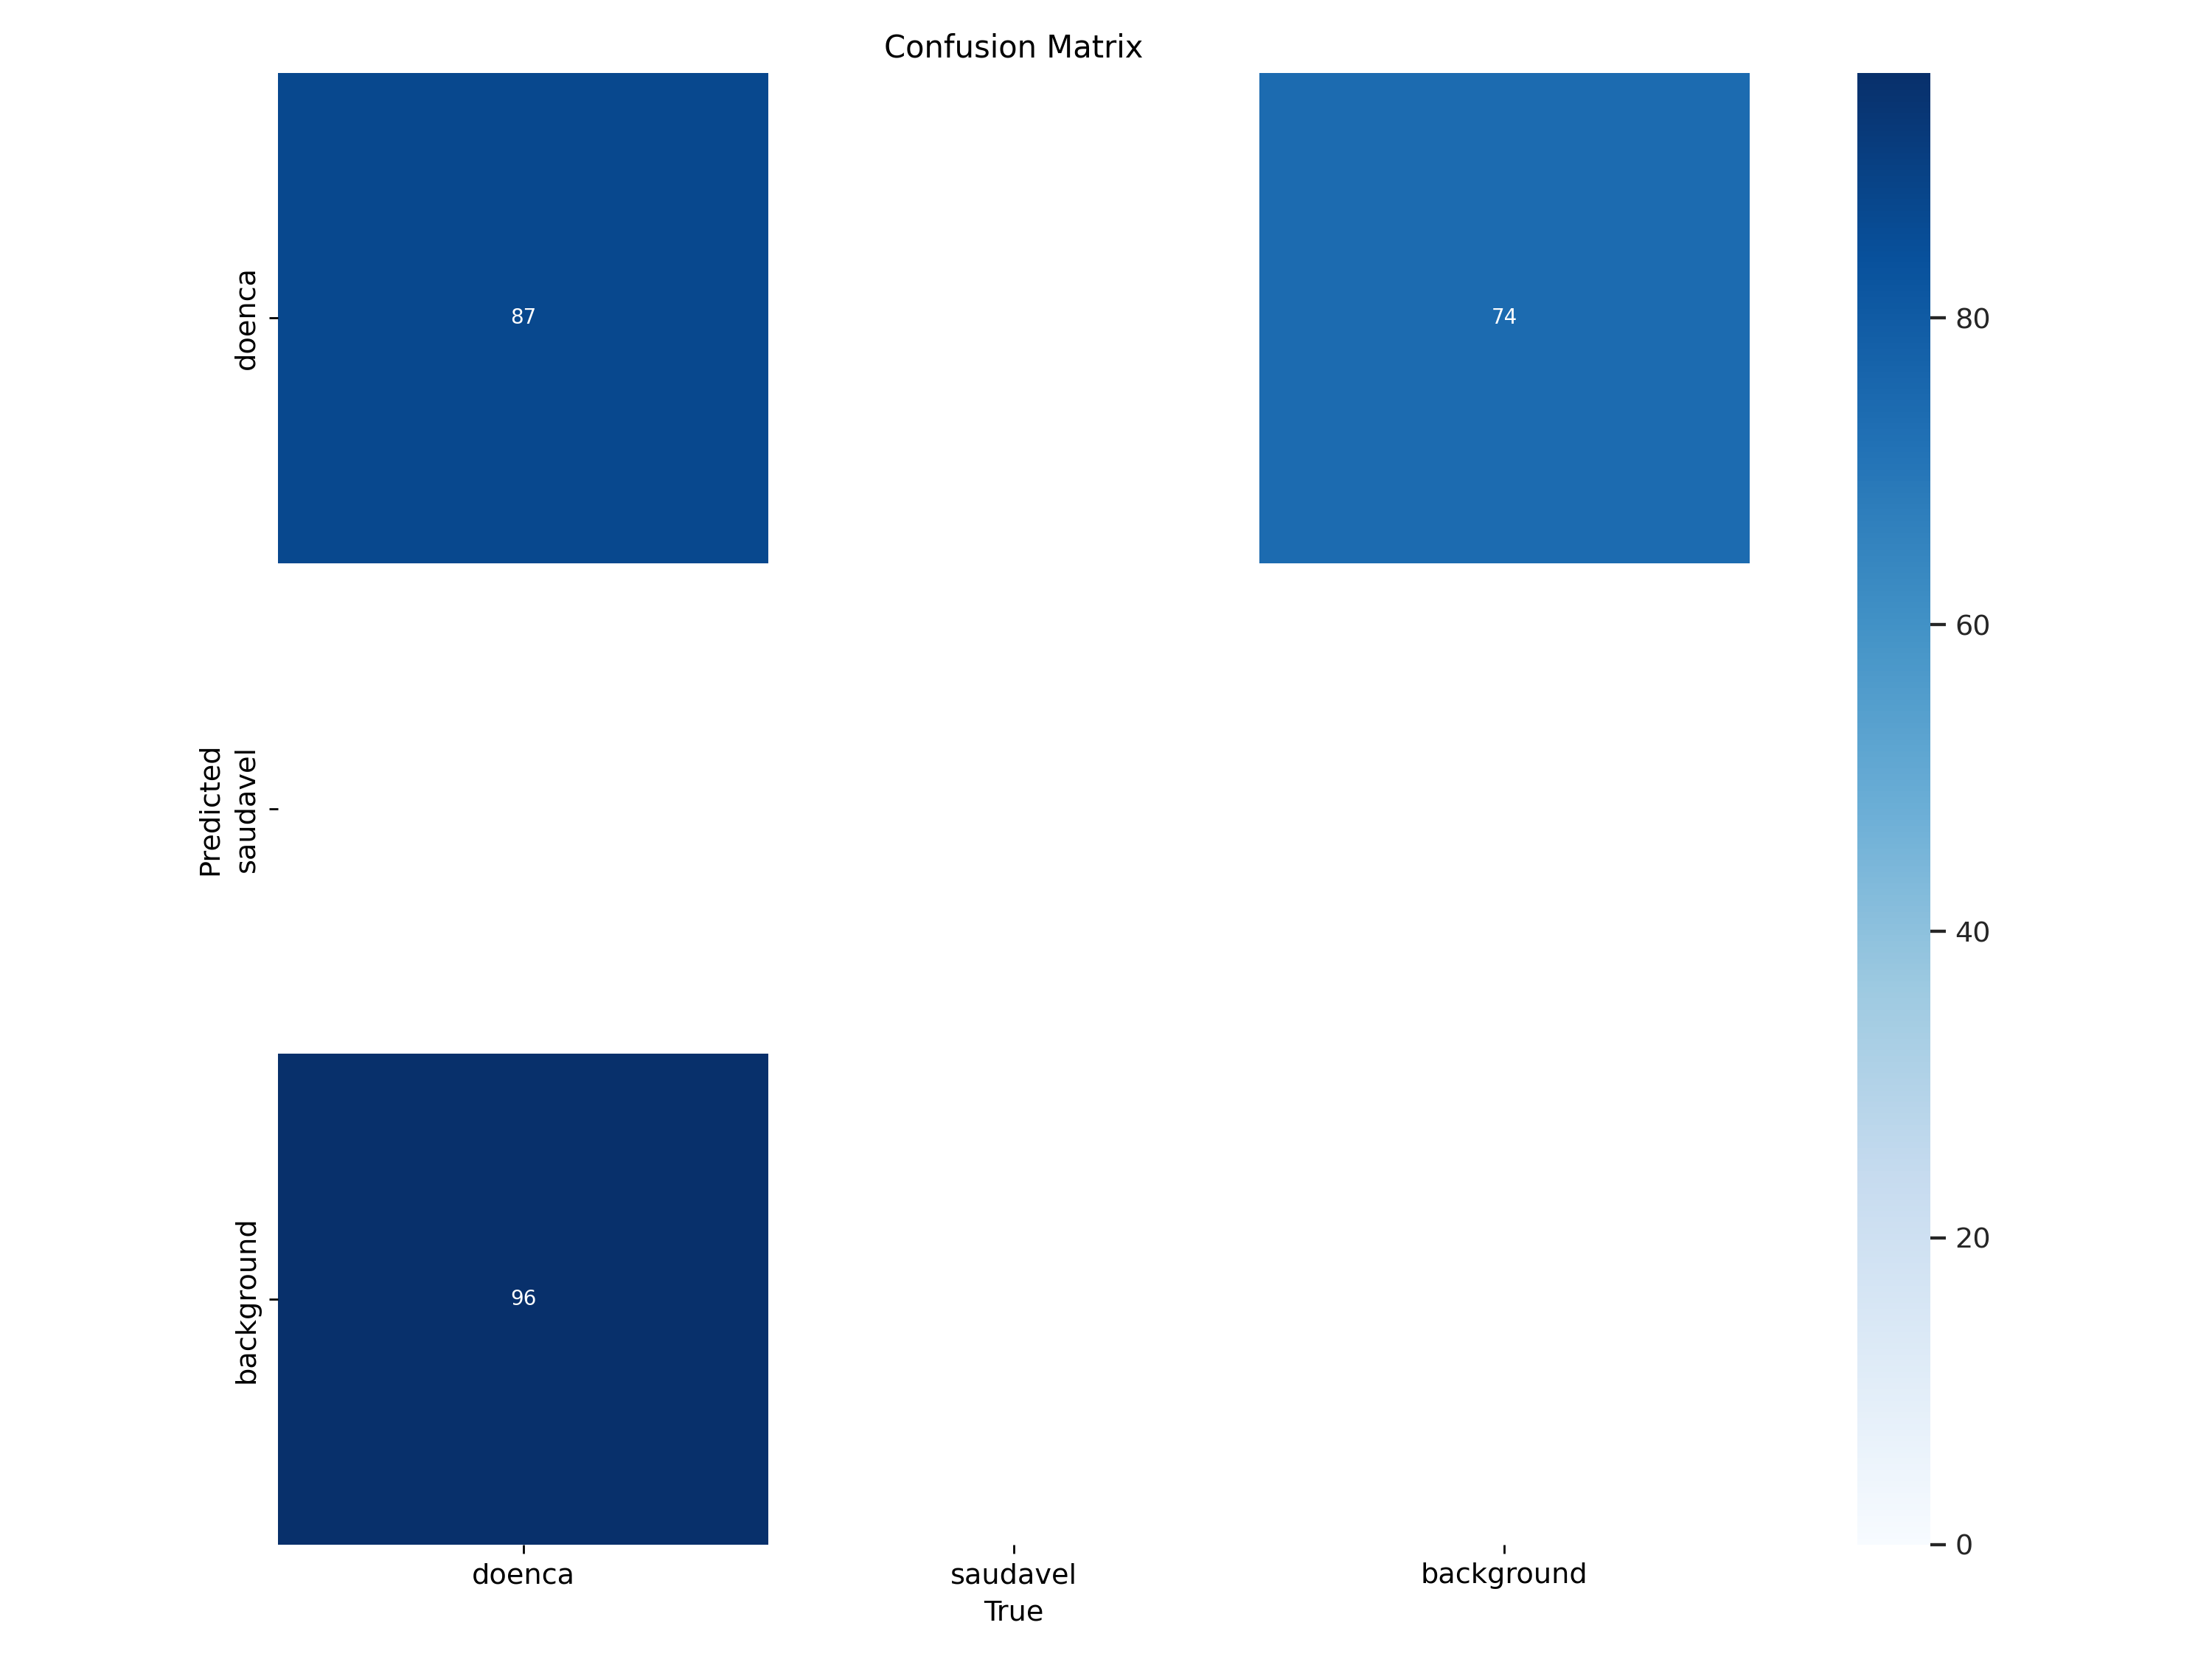 Confusion Matrix
doenca
87
74
80
60
Predicted
saudavel
40
background
96
20
0
doenca
saudavel
background
True